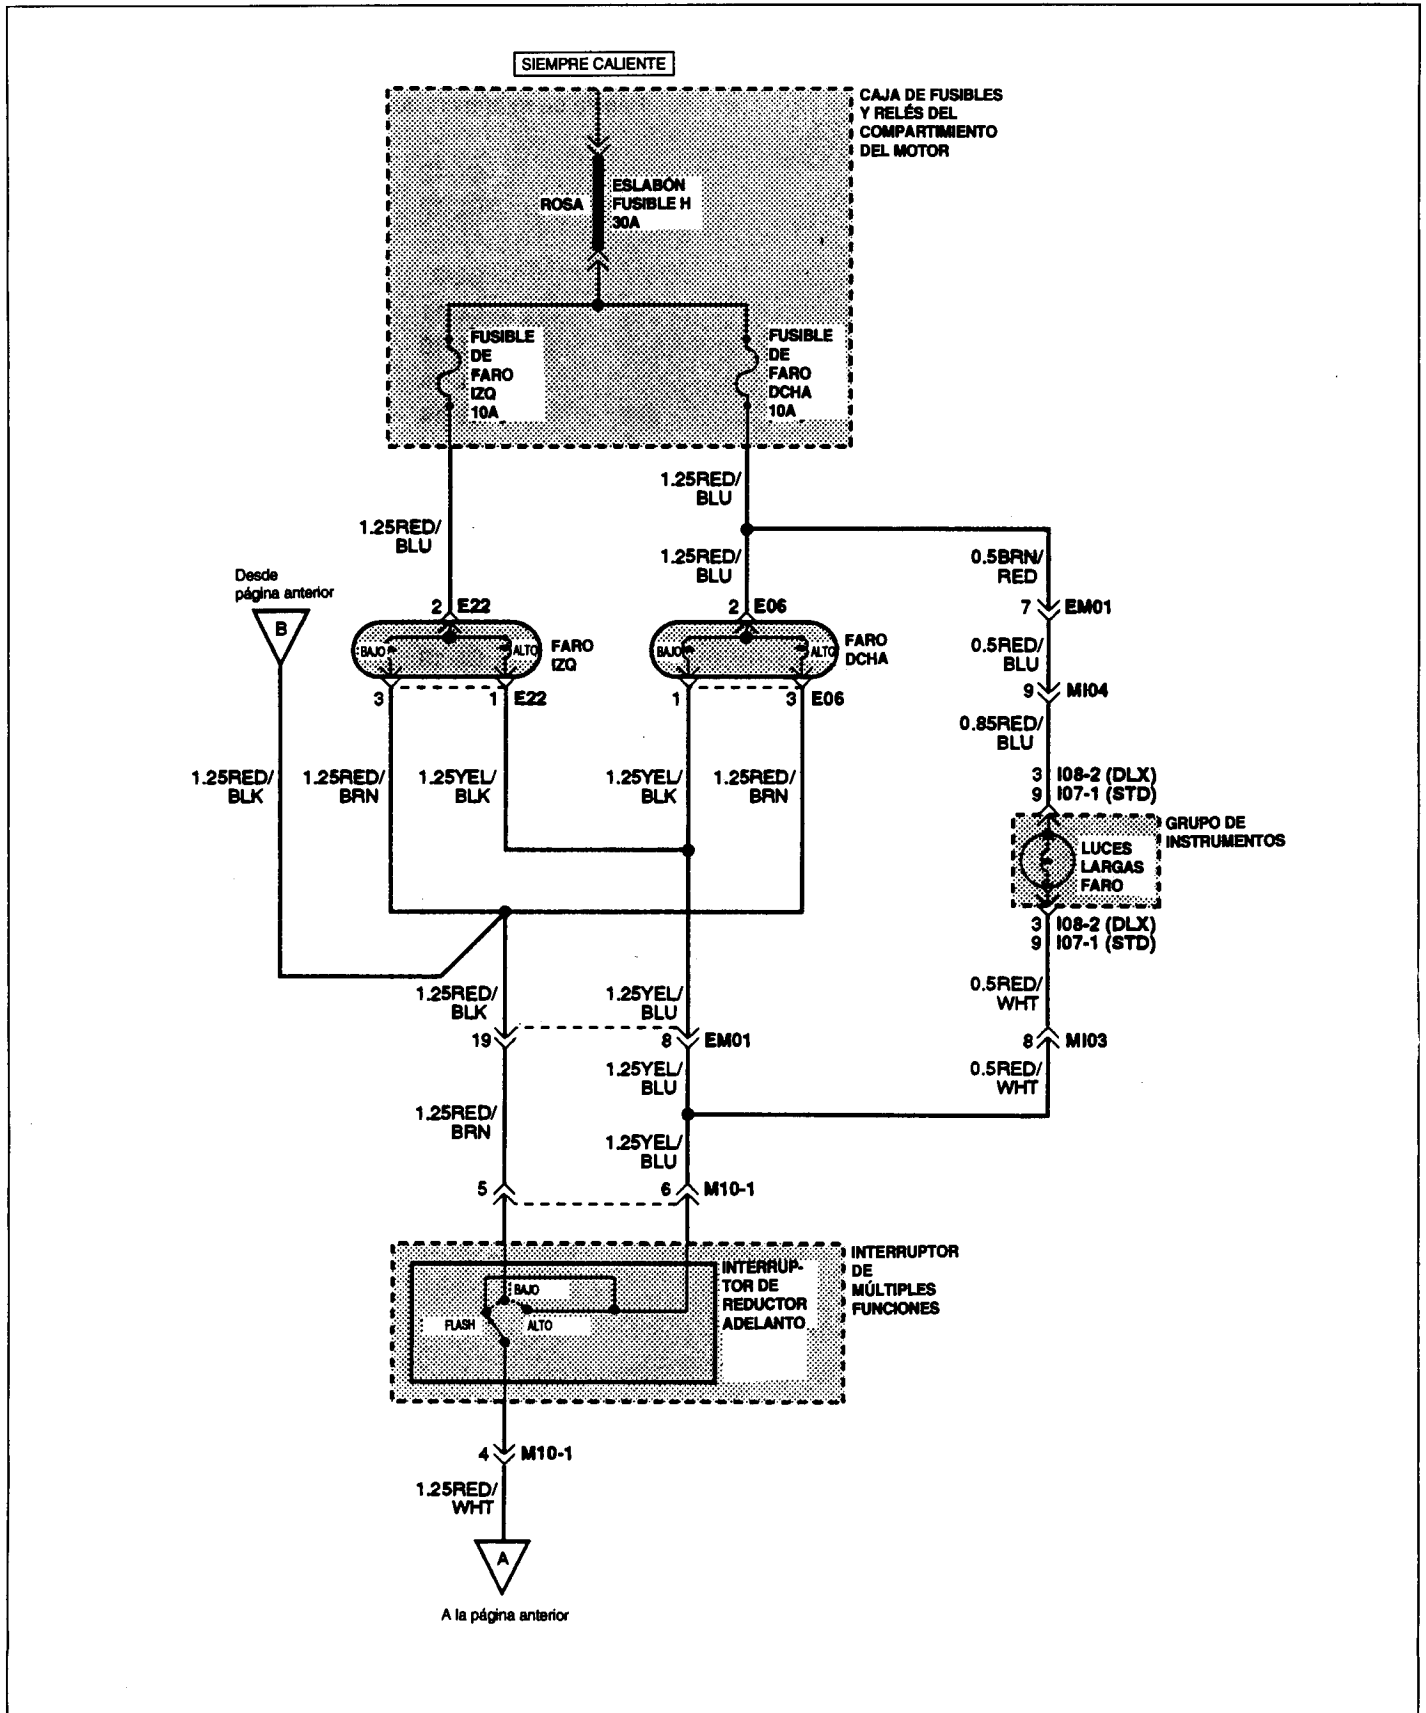 SIEMPRE CALIENTE
CAJA DE FUSIBLES
Y RELÉS DEL
COMPARTIMIENTO
DEL MOTOR
ROSA
ESLABÓN
FUSIBLE H
30A
FUSIBLE
DE
FARO
IZQ
10A
FUSIBLE
DE
FARO
DCHA
10A
1.25RED/
BLU
1.25RED/
BLU
1.25RED/
BLU
0.5BRN/
RED
Desde
página anterior
B
2 E22
2 E06
7 EM01
BAJO
ALTO
FARO
IZQ
BAJO
ALTO
FARO
DCHA
0.5RED/
BLU
3
1 E22
1
3 E06
9 MI04
0.85RED/
BLU
1.25RED/
BLK
1.25RED/
BRN
1.25YEL/
BLK
1.25YEL/
BLK
1.25RED/
BRN
3 I08-2 (DLX)
9 I07-1 (STD)
GRUPO DE
INSTRUMENTOS
LUCES
LARGAS
FARO
3 I08-2 (DLX)
9 I07-1 (STD)
1.25RED/
BLK
1.25YEL/
BLU
0.5RED/
WHT
19
8 EM01
8 MI03
1.25YEL/
BLU
0.5RED/
WHT
1.25RED/
BRN
1.25YEL/
BLU
5
6 M10-1
INTERRUPTOR
DE
MÚLTIPLES
FUNCIONES
INTERRUP-
TOR DE
REDUCTOR
ADELANTO
BAJO
FLASH
ALTO
4 M10-1
1.25RED/
WHT
A
A la página anterior